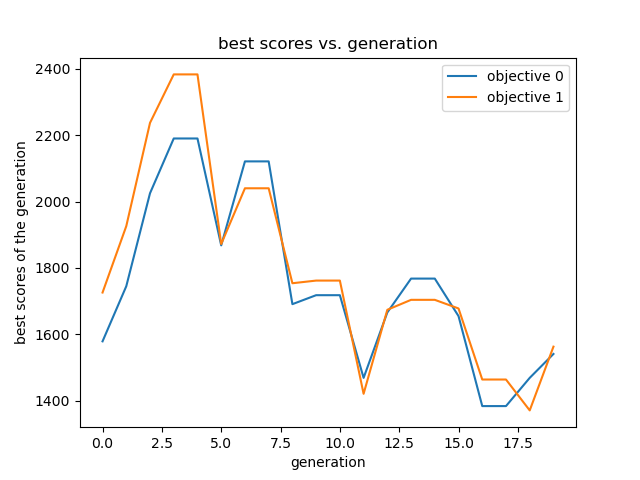 best scores vs. generation
objective 0
objective 1
best scores of the generation
2400
2200
2000
1800
1600
1400
0.0 2.5 5.0 7.5 10.0 12.5 15.0 17.5
generation